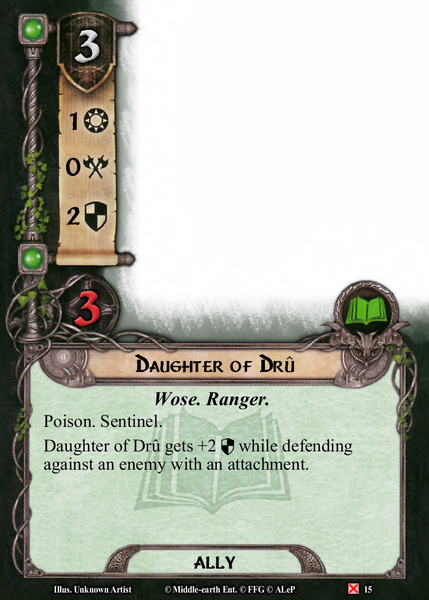 3
1
0
2
3
Daughter of Drû
Wose. Ranger.
Poison. Sentinel.
Daughter of Drû gets +2 while defending
against an enemy with an attachment.
ALLY
Illus. Unknown Artist © Middle-earth Ent. © FFG © ALeP 15